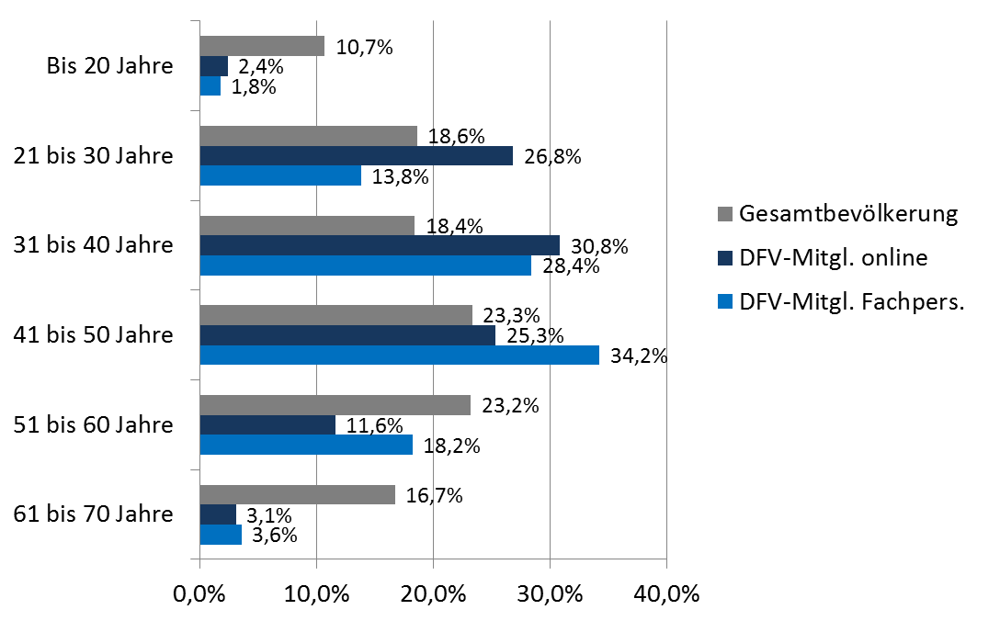 Bis 20 Jahre
10,7%
2,4%
1,8%
21 bis 30 Jahre
18,6%
26,8%
13,8%
31 bis 40 Jahre
18,4%
30,8%
28,4%
41 bis 50 Jahre
23,3%
25,3%
34,2%
51 bis 60 Jahre
23,2%
11,6%
18,2%
61 bis 70 Jahre
16,7%
3,1%
3,6%
0,0% 10,0% 20,0% 30,0% 40,0%
Gesamtbevölkerung
DFV-Mitgl. online
DFV-Mitgl. Fachpers.